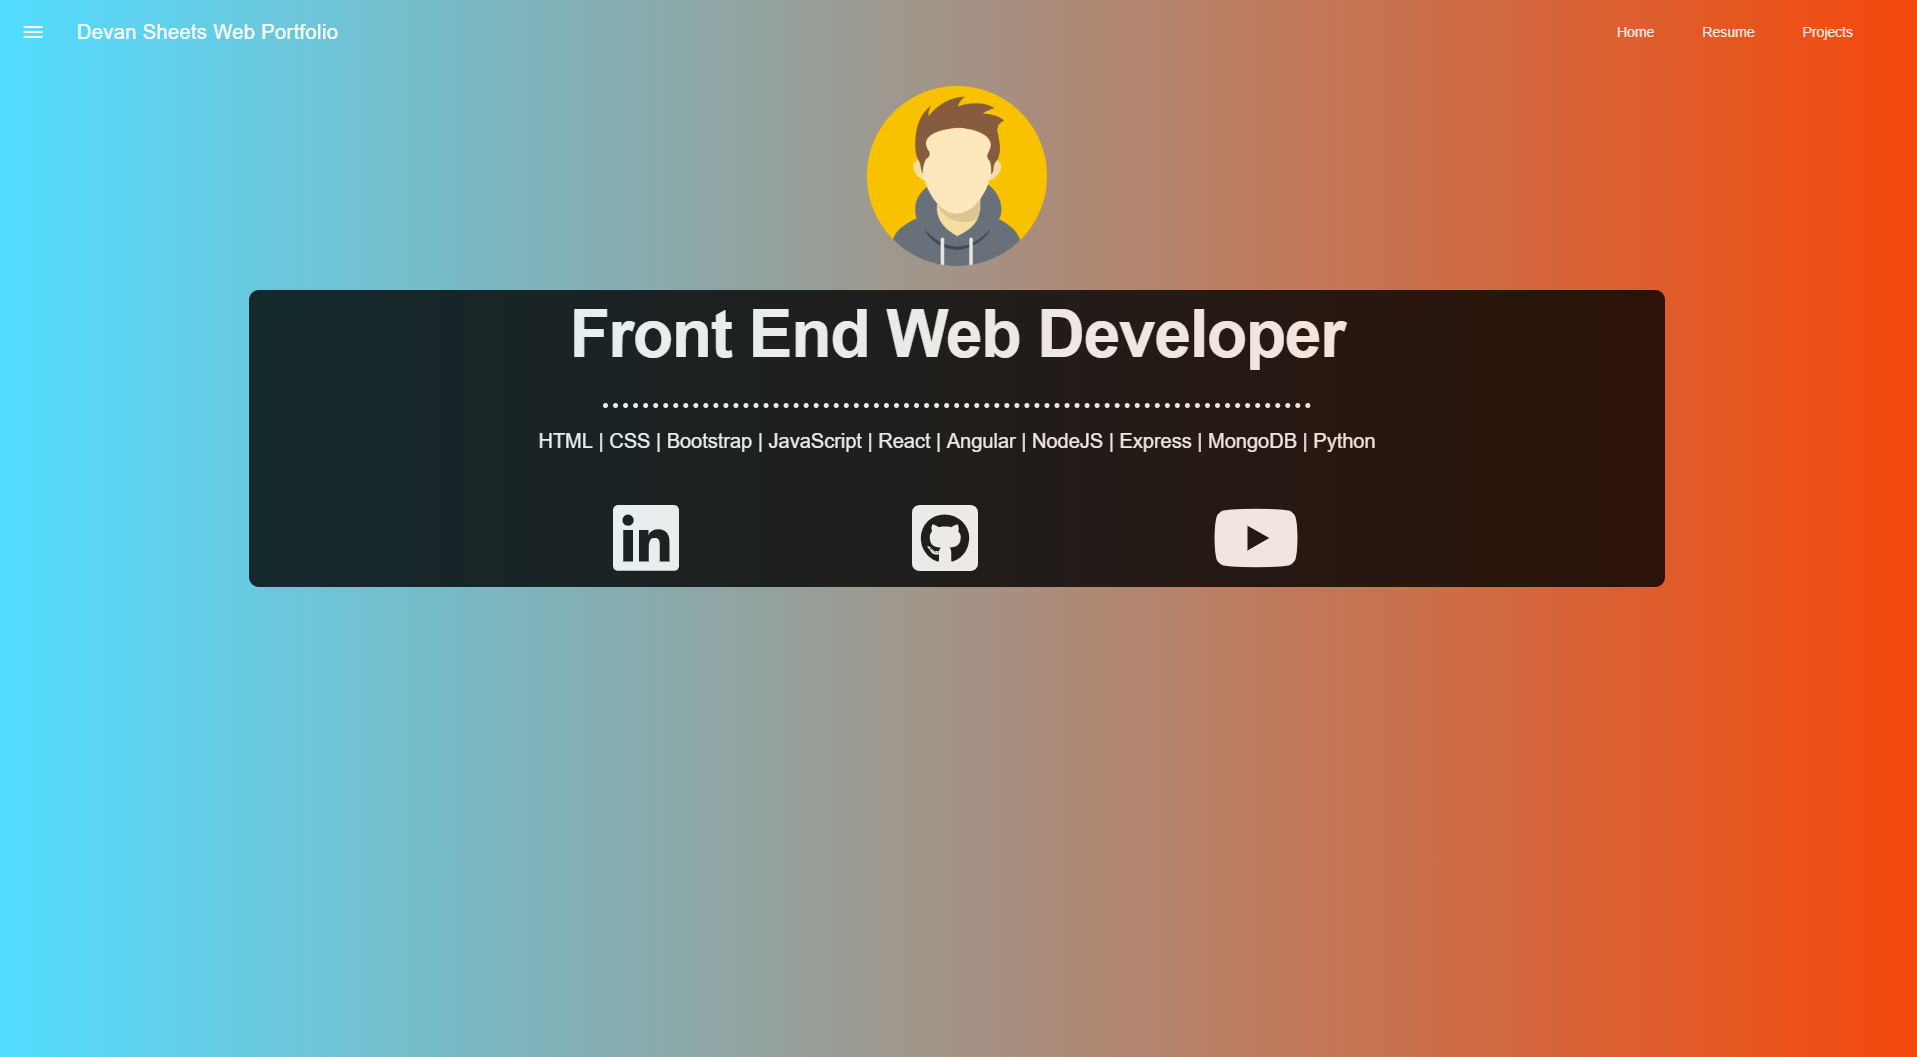 Devan Sheets Web Portfolio
Home Resume Projects
Front End Web Developer
HTML | CSS | Bootstrap | JavaScript | React | Angular | NodeJS | Express | MongoDB | Python
in